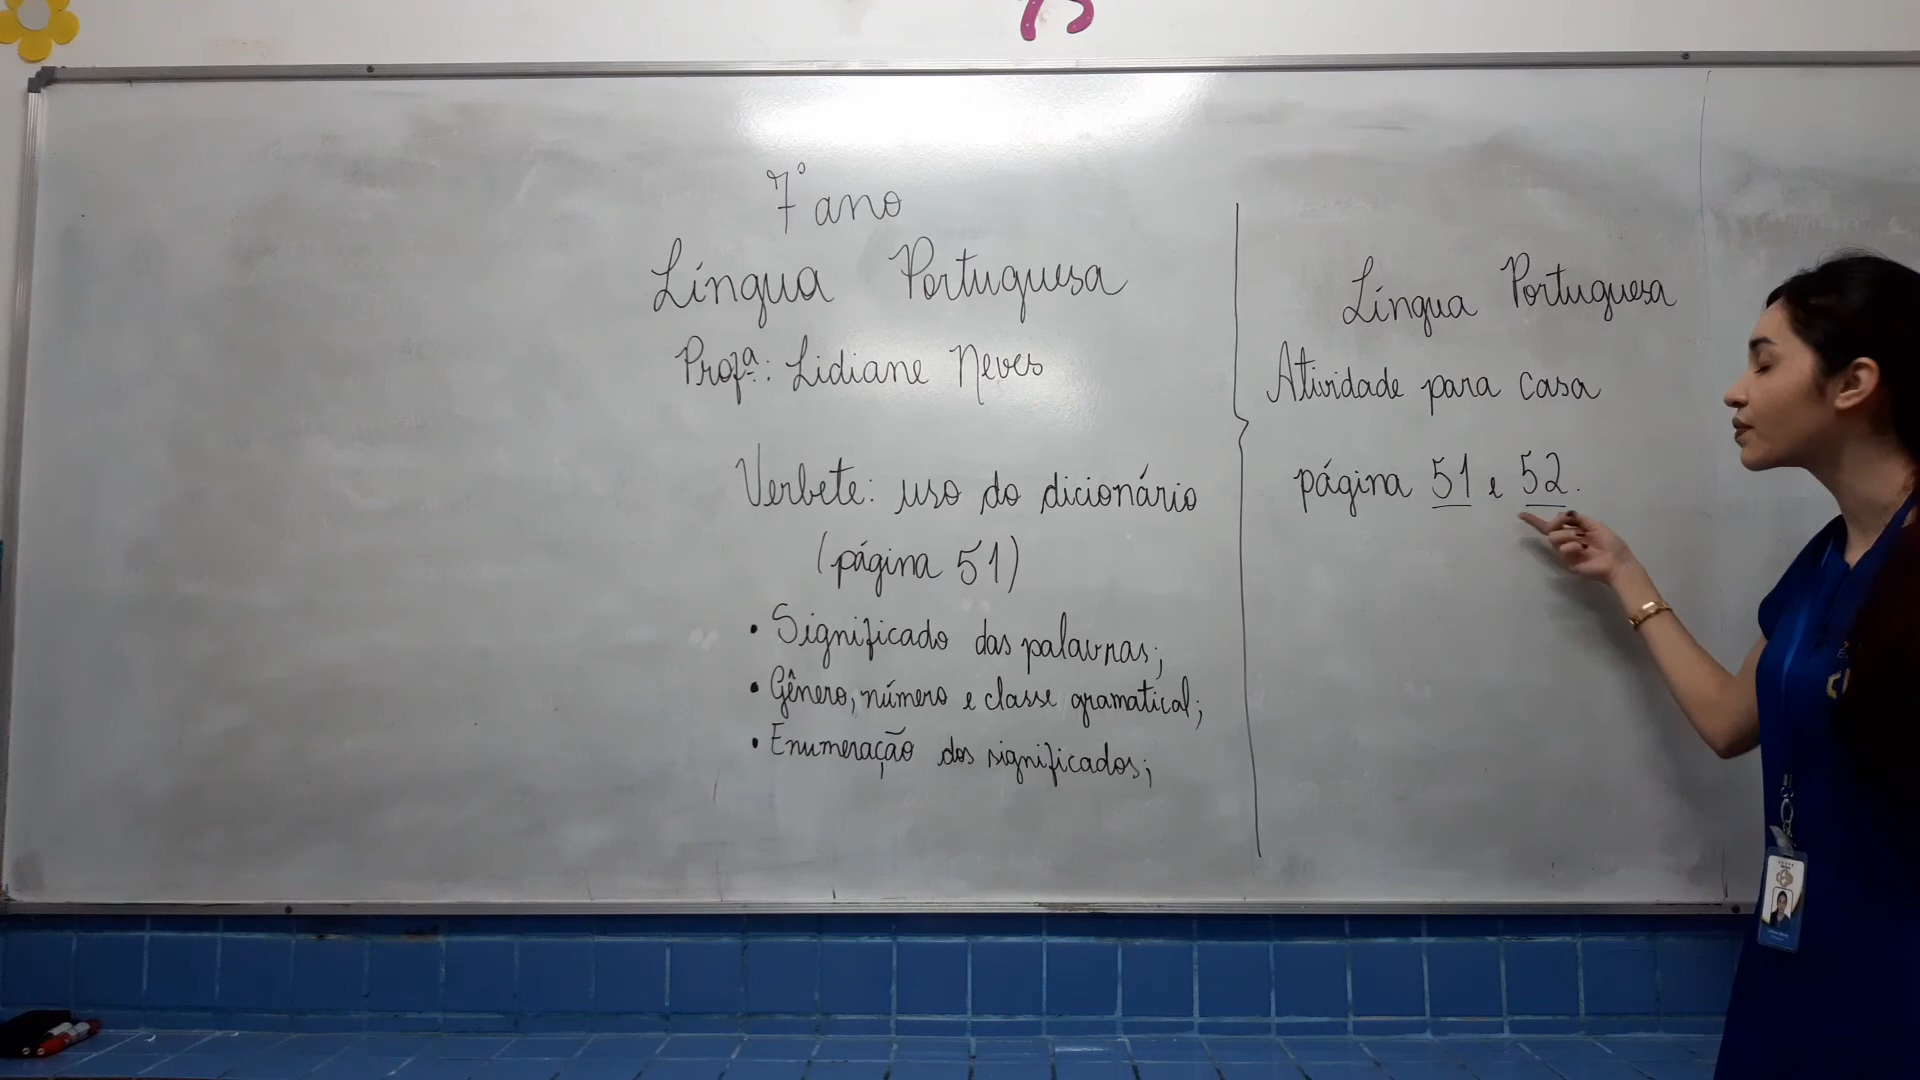 7º ano
Língua Portuguesa
Profª: Lidiane Neves
Verbete: uso do dicionário
(página 51)
• Significado das palavras;
• Gênero, número e classe gramatical;
• Enumeração dos significados;
Língua Portuguesa
Atividade para casa
página 51 e 52.